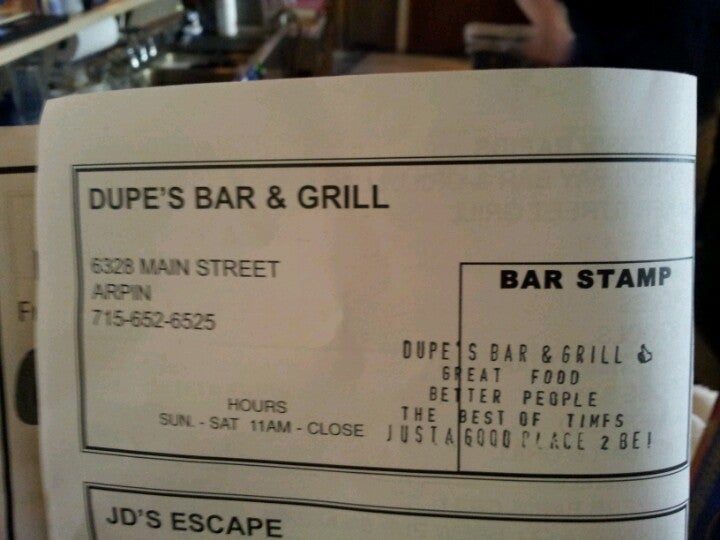 DUPE'S BAR & GRILL
6328 MAIN STREET
ARPIN
715-652-6525
HOURS
SUN. - SAT 11AM - CLOSE
BAR STAMP
DUPE'S BAR & GRILL 👍
GREAT FOOD
BETTER PEOPLE
THE BEST OF TIMES
JUST A GOOD PLACE 2 BE!
JD'S ESCAPE